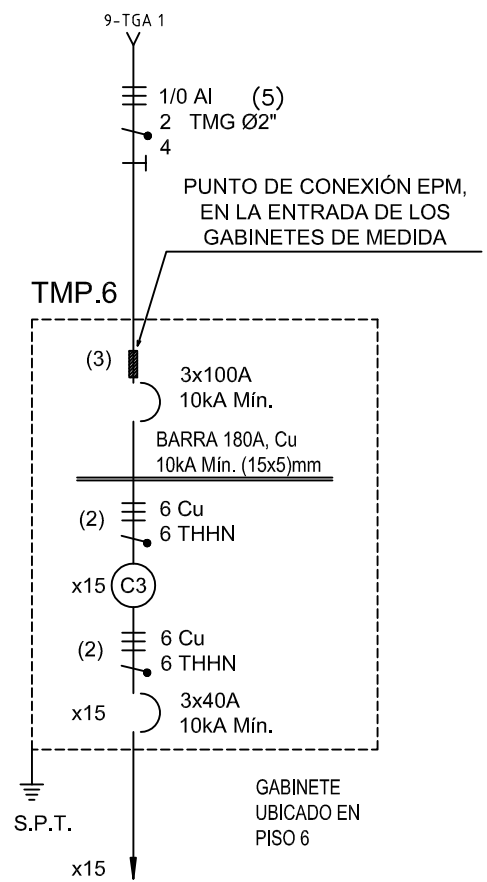 9-TGA 1
1/0 Al (5)
2 TMG Ø2"
4
PUNTO DE CONEXIÓN EPM,
EN LA ENTRADA DE LOS
GABINETES DE MEDIDA
TMP.6
(3)
3x100A
10kA Mín.
BARRA 180A, Cu
10kA Mín. (15x5)mm
(2) 6 Cu
6 THHN
x15 C3
(2) 6 Cu
6 THHN
x15 3x40A
10kA Mín.
S.P.T.
GABINETE
UBICADO EN
PISO 6
x15